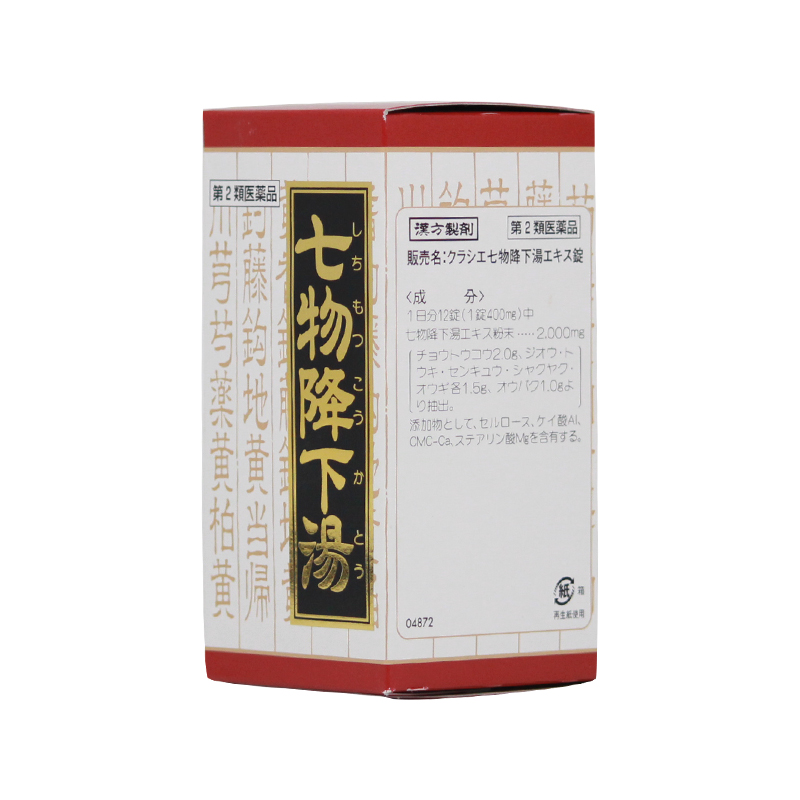 第2類医薬品
七物降下湯
しちもつこうかとう
川芎芍薬黄柏黄
釣藤鈎地黄当帰
漢方製剤
第2類医薬品
販売名:クラシエ七物降下湯エキス錠
〈成 分〉
1日分12錠(1錠400mg)中
七物降下湯エキス粉末……2,000mg
チョウトウコウ2.0g、ジオウ・ト
ウキ・センキュウ・シャクヤク・
オウギ各1.5g、オウバク1.0gよ
り抽出。
添加物として、セルロース、ケイ酸Al、
CMC-Ca、ステアリン酸Mgを含有する。
紙
箱
再生紙使用
04872